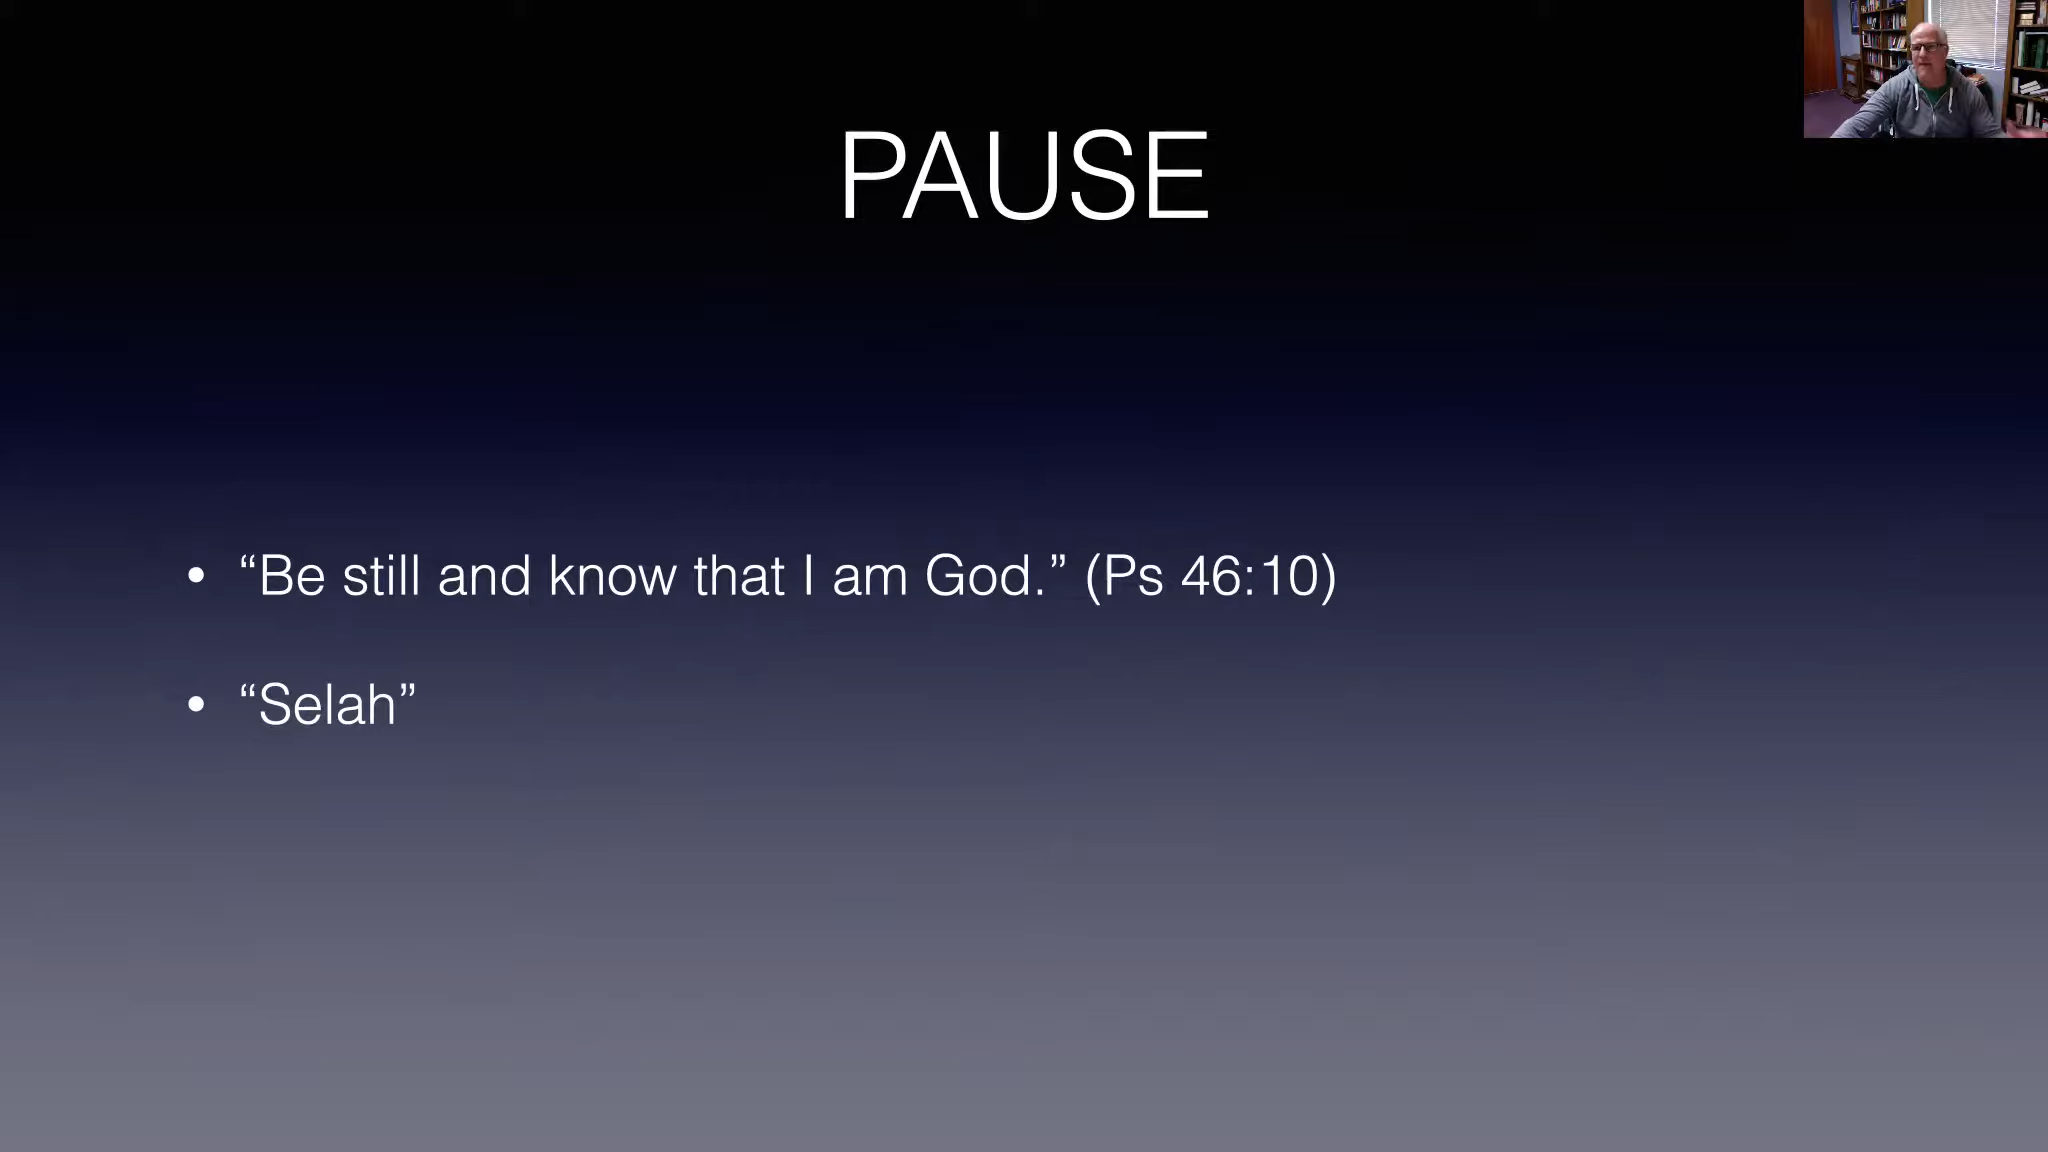 PAUSE
• “Be still and know that I am God.” (Ps 46:10)
• “Selah”